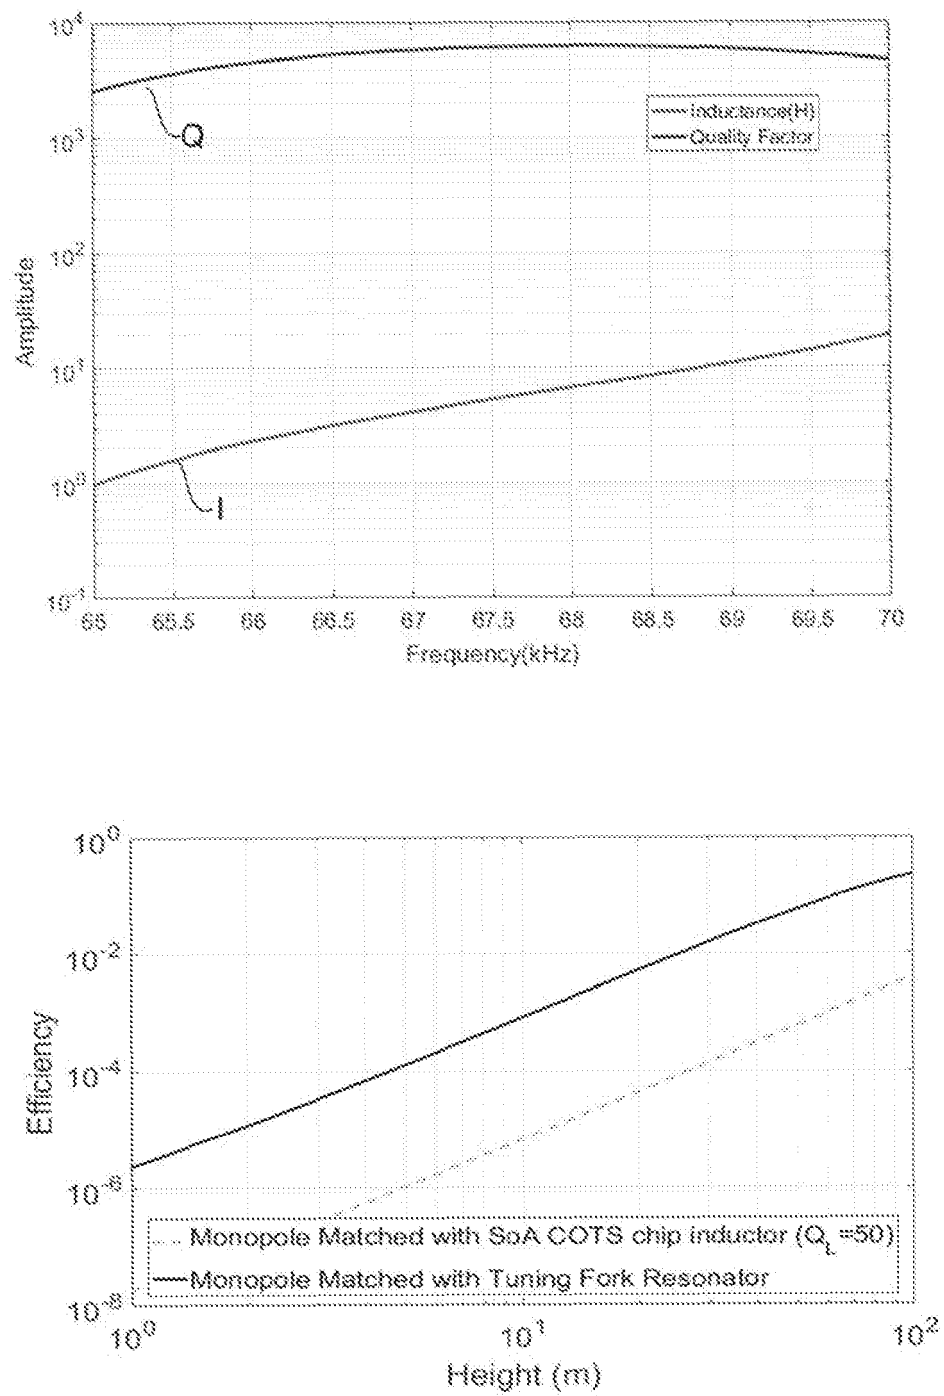 10⁴
Inductance(H)
Quality Factor
Q
10³
10²
Amplitude
10¹
10⁰
I
10⁻¹
65 65.5 66 66.5 67 67.5 68 68.5 69 69.5 70
Frequency(kHz)
10⁰
10⁻²
Efficiency
10⁻⁴
10⁻⁶
Monopole Matched with SoA COTS chip inductor (Q_L =50)
Monopole Matched with Tuning Fork Resonator
10⁻⁸
10⁰ 10¹ 10²
Height (m)